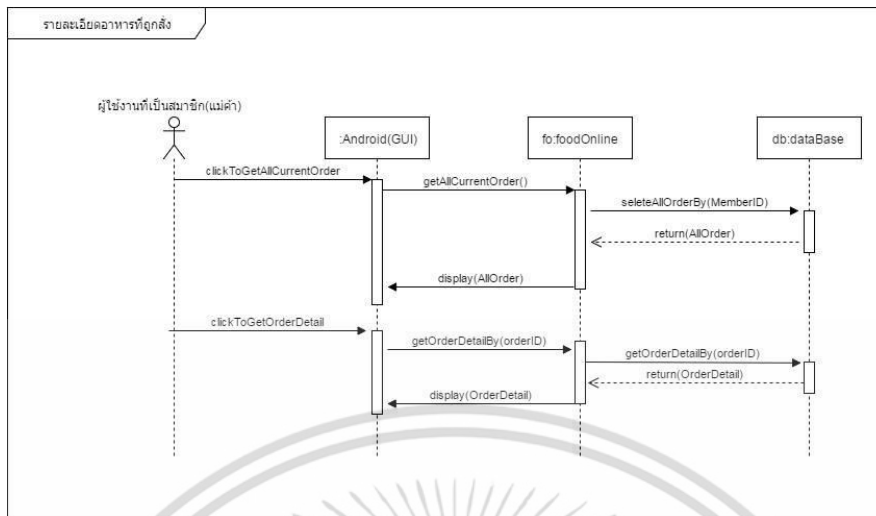 รายละเอียดอาหารที่ถูกสั่ง
ผู้ใช้งานที่เป็นสมาชิก(แม่ค้า)
:Android(GUI)
fo:foodOnline
db:dataBase
clickToGetAllCurrentOrder
getAllCurrentOrder()
seleteAllOrderBy(MemberID)
return(AllOrder)
display(AllOrder)
clickToGetOrderDetail
getOrderDetailBy(orderID)
getOrderDetailBy(orderID)
return(OrderDetail)
display(OrderDetail)